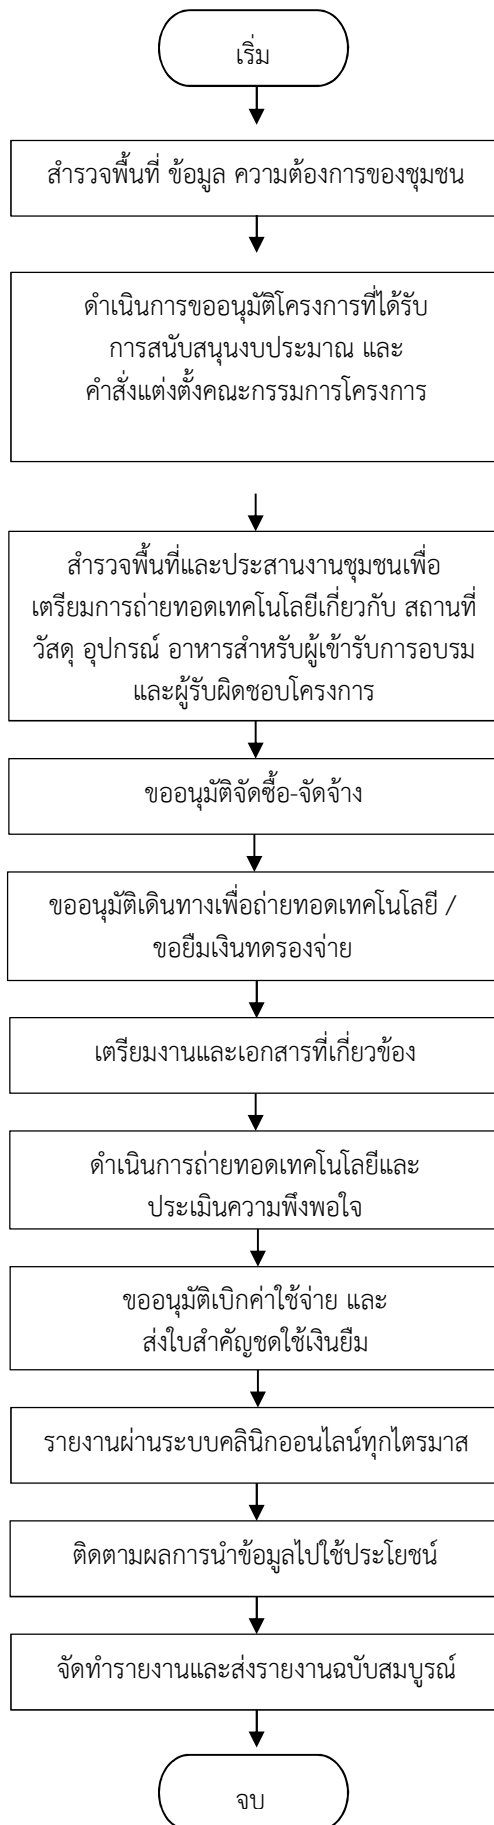 เริ่ม
สำรวจพื้นที่ ข้อมูล ความต้องการของชุมชน
ดำเนินการขออนุมัติโครงการที่ได้รับ
การสนับสนุนงบประมาณ และ
คำสั่งแต่งตั้งคณะกรรมการโครงการ
สำรวจพื้นที่และประสานงานชุมชนเพื่อ
เตรียมการถ่ายทอดเทคโนโลยีเกี่ยวกับ สถานที่
วัสดุ อุปกรณ์ อาหารสำหรับผู้เข้ารับการอบรม
และผู้รับผิดชอบโครงการ
ขออนุมัติจัดซื้อ-จัดจ้าง
ขออนุมัติเดินทางเพื่อถ่ายทอดเทคโนโลยี /
ขอยืมเงินทดรองจ่าย
เตรียมงานและเอกสารที่เกี่ยวข้อง
ดำเนินการถ่ายทอดเทคโนโลยีและ
ประเมินความพึงพอใจ
ขออนุมัติเบิกค่าใช้จ่าย และ
ส่งใบสำคัญชดใช้เงินยืม
รายงานผ่านระบบคลินิกออนไลน์ทุกไตรมาส
ติดตามผลการนำข้อมูลไปใช้ประโยชน์
จัดทำรายงานและส่งรายงานฉบับสมบูรณ์
จบ